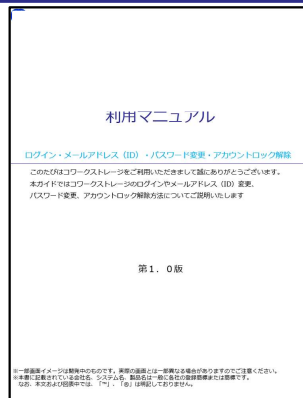 利用マニュアル
ログイン・メールアドレス（ID）・パスワード変更・アカウントロック解除
このたびはコワークストレージをご利用いただきまして誠にありがとうございます。
本ガイドではコワークストレージのログインやメールアドレス（ID）変更、
パスワード変更、アカウントロック解除方法についてご説明いたします
第１．０版
※一部画面イメージは開発中のものです。実際の画面とは一部異なる場合がありますのでご注意ください。
※本書に記載されている会社名、システム名、製品名は一般に各社の登録商標または商標です。
なお、本文および図表中では、「™」、「®」は明記しておりません。